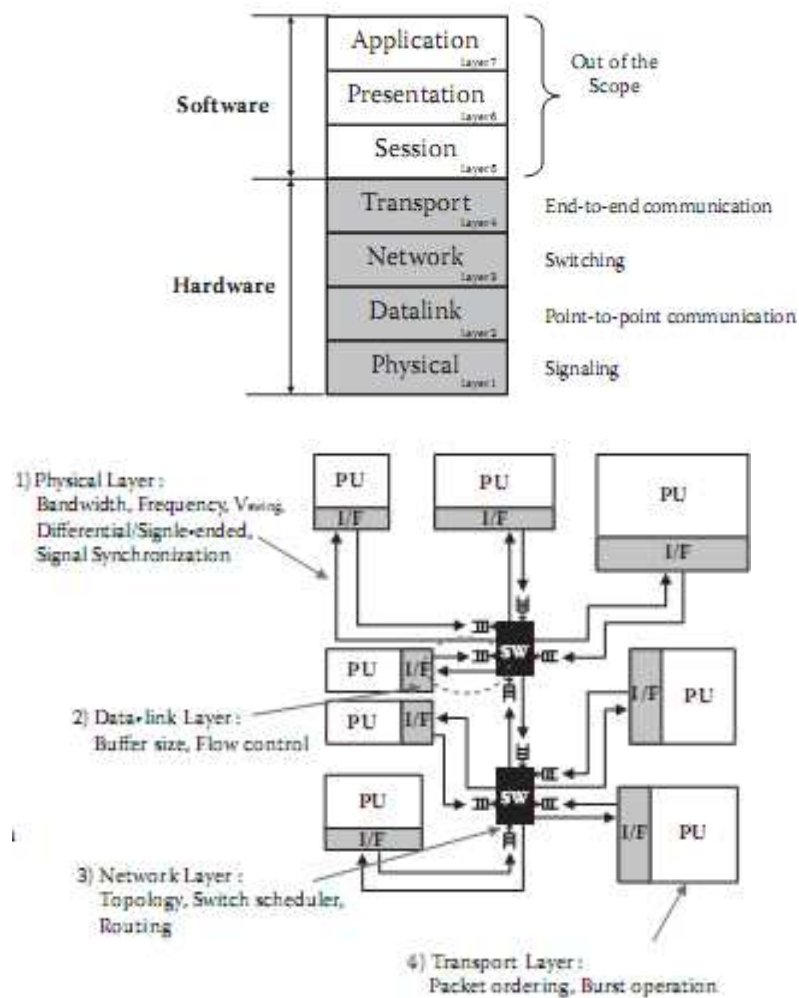 Application
Layer 7
Presentation
Layer 6
Session
Layer 5
Transport
Layer 4
Network
Layer 3
Datalink
Layer 2
Physical
Layer 1
Software
Hardware
Out of the
Scope
End-to-end communication
Switching
Point-to-point communication
Signaling
1) Physical Layer :
Bandwidth, Frequency, Vswing,
Differential/Signle-ended,
Signal Synchronization
PU
I/F
PU
I/F
PU
I/F
SW
PU I/F
PU I/F
I/F PU
2) Data-link Layer :
Buffer size, Flow control
SW
PU
I/F
I/F PU
3) Network Layer :
Topology, Switch scheduler,
Routing
4) Transport Layer :
Packet ordering, Burst operation